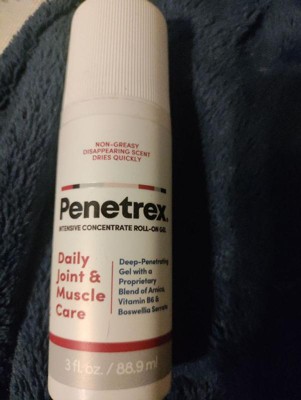 NON-GREASY
DISAPPEARING SCENT
DRIES QUICKLY
Penetrex.
INTENSIVE CONCENTRATE ROLL-ON GEL
Daily
Joint &
Muscle
Care
Deep-Penetrating
Gel with a
Proprietary
Blend of Arnica,
Vitamin B6 &
Boswellia Serrata
3 fl. oz. / 88.9 ml